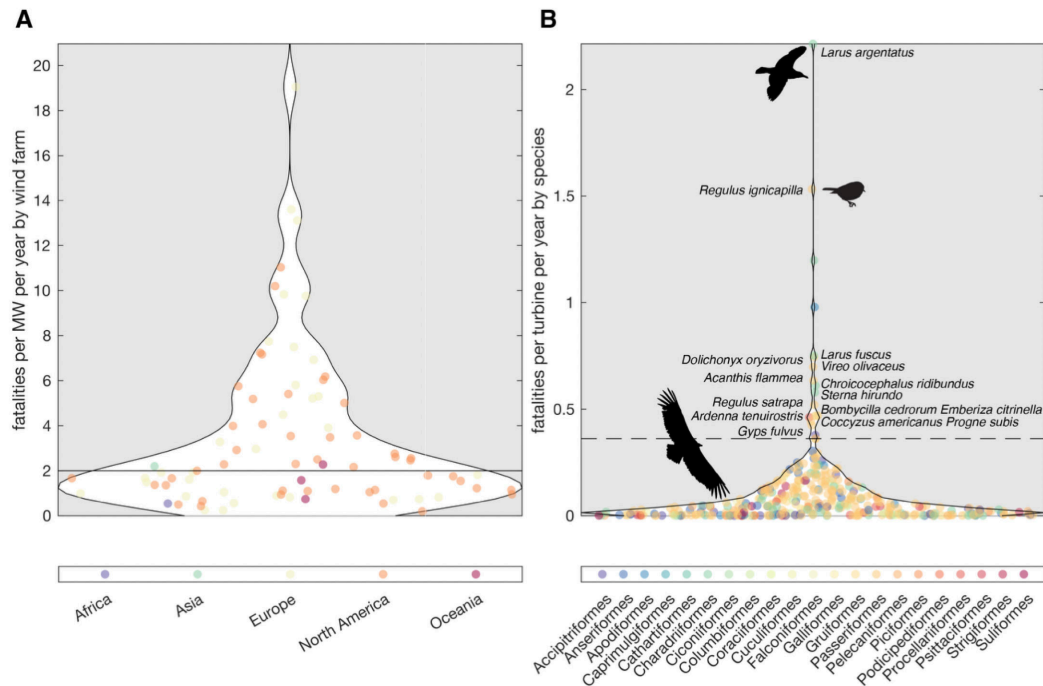 A
fatalities per MW per year by wind farm
20
18
16
14
12
10
8
6
4
2
0
Africa
Asia
Europe
North America
Oceania
B
fatalities per turbine per year by species
2
1.5
1
0.5
0
Larus argentatus
Regulus ignicapilla
Larus fuscus
Dolichonyx oryzivorus
Vireo olivaceus
Acanthis flammea
Chroicocephalus ridibundus
Sterna hirundo
Regulus satrapa
Bombycilla cedrorum Emberiza citrinella
Ardenna tenuirostris
Coccyzus americanus Progne subis
Gyps fulvus
Accipitriformes
Anseriformes
Apodiformes
Caprimulgiformes
Cathartiformes
Charadriiformes
Ciconiiformes
Columbiformes
Coraciiformes
Cuculiformes
Falconiformes
Galliformes
Gruiformes
Passeriformes
Pelecaniformes
Piciformes
Podicipediformes
Procellariiformes
Psittaciformes
Strigiformes
Suliformes